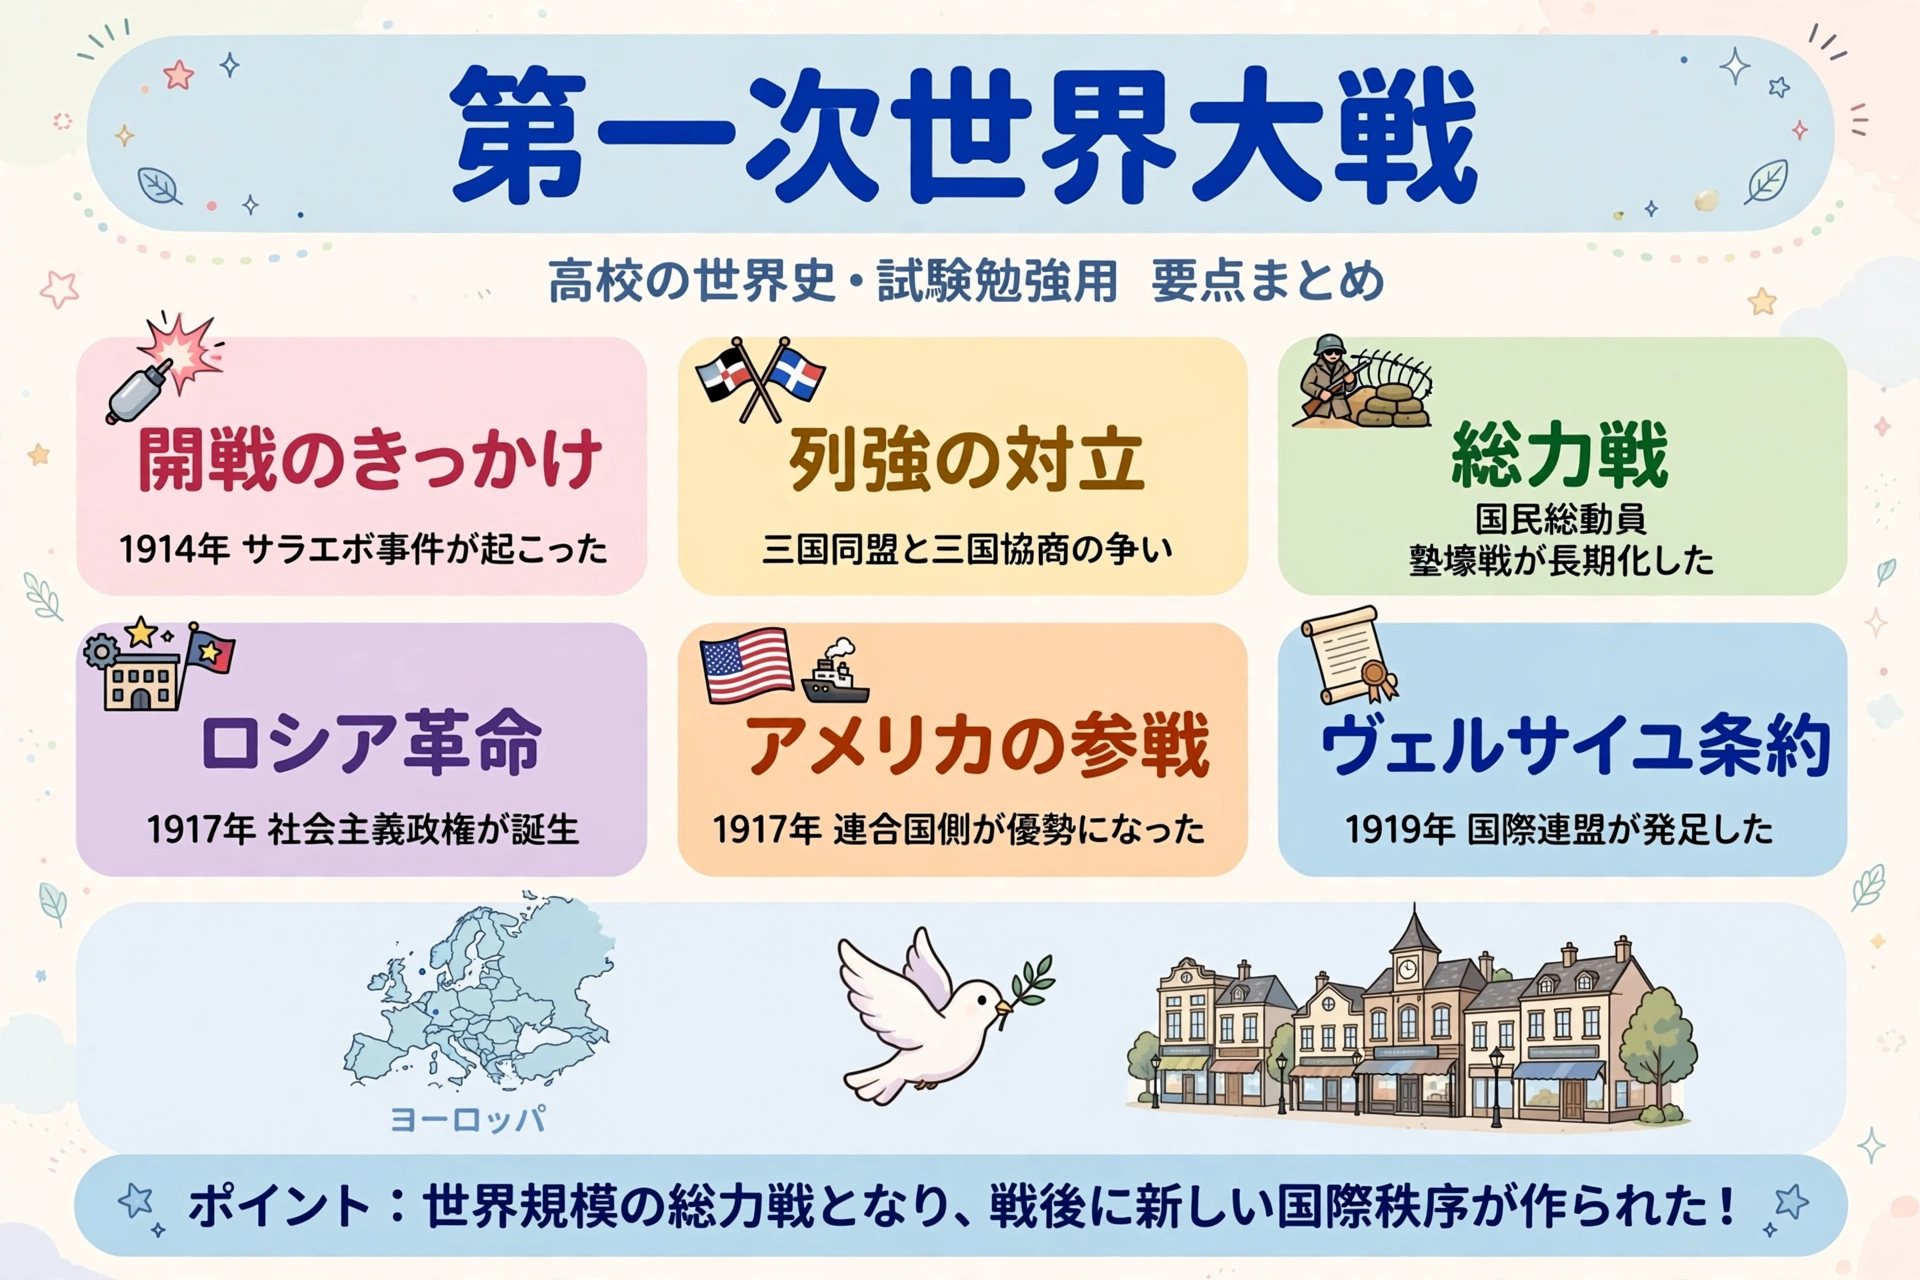 第一次世界大戦
高校の世界史・試験勉強用 要点まとめ
開戦のきっかけ
1914年 サラエボ事件が起こった
列強の対立
三国同盟と三国協商の争い
総力戦
国民総動員
塹壕戦が長期化した
ロシア革命
1917年 社会主義政権が誕生
アメリカの参戦
1917年 連合国側が優勢になった
ヴェルサイユ条約
1919年 国際連盟が発足した
ヨーロッパ
ポイント：世界規模の総力戦となり、戦後に新しい国際秩序が作られた！